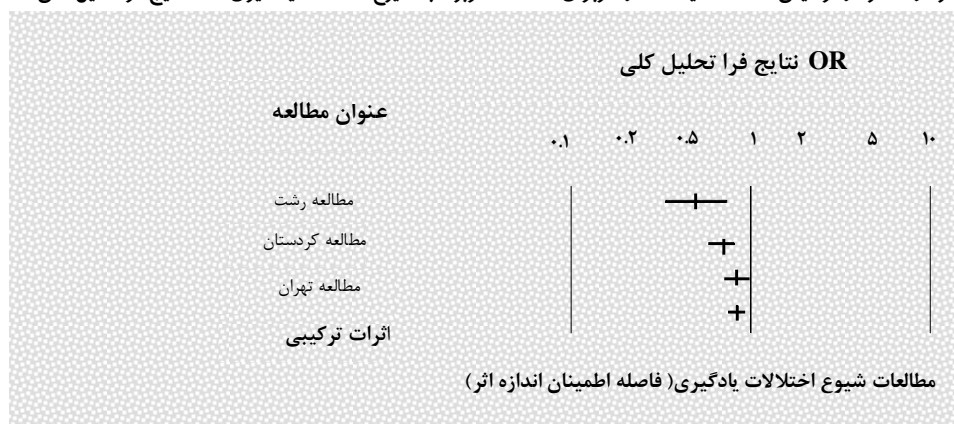 OR نتایج فرا تحلیل کلی
عنوان مطالعه
۰.۱ ۰.۲ ۰.۵ ۱ ۲ ۵ ۱۰
مطالعه رشت
مطالعه کردستان
مطالعه تهران
اثرات ترکیبی
مطالعات شیوع اختلالات یادگیری( فاصله اطمینان اندازه اثر)